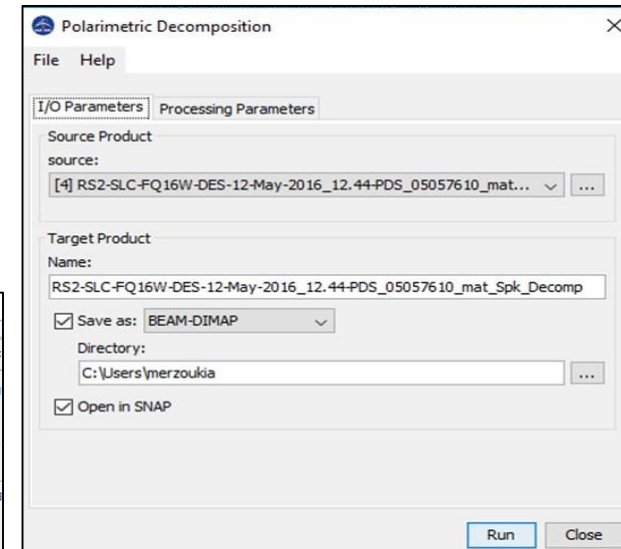 Polarimetric Decomposition
File Help
I/O Parameters Processing Parameters
Source Product
source:
[4] RS2-SLC-FQ16W-DES-12-May-2016_12.44-PDS_05057610_mat... ...
Target Product
Name:
RS2-SLC-FQ16W-DES-12-May-2016_12.44-PDS_05057610_mat_Spk_Decomp
Save as: BEAM-DIMAP
Directory:
C:\Users\merzoukia ...
Open in SNAP
Run Close